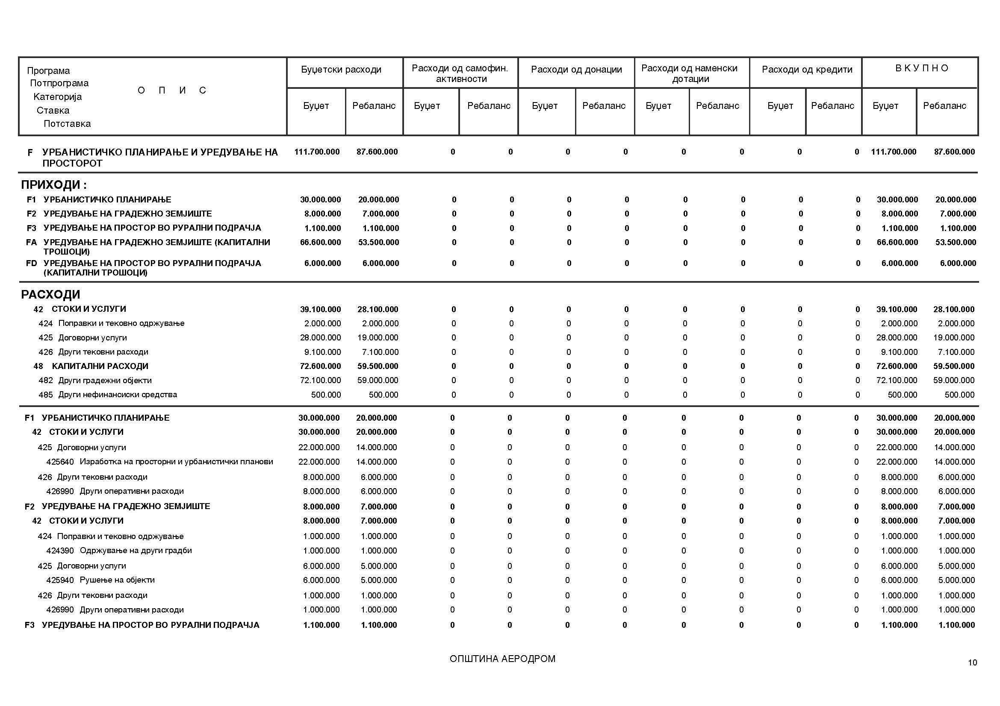 Програма
Потпрограма
Категорија
Ставка
Потставка
О П И С
Буџетски расходи
Расходи од самофин. активности
Расходи од донации
Расходи од наменски дотации
Расходи од кредити
В К У П Н О
Буџет Ребаланс Буџет Ребаланс Буџет Ребаланс Буџет Ребаланс Буџет Ребаланс Буџет Ребаланс
F УРБАНИСТИЧКО ПЛАНИРАЊЕ И УРЕДУВАЊЕ НА 111.700.000 87.600.000 0 0 0 0 0 0 0 0 111.700.000 87.600.000
ПРОСТОРОТ
ПРИХОДИ :
F1 УРБАНИСТИЧКО ПЛАНИРАЊЕ 30.000.000 20.000.000 0 0 0 0 0 0 0 0 30.000.000 20.000.000
F2 УРЕДУВАЊЕ НА ГРАДЕЖНО ЗЕМЈИШТЕ 8.000.000 7.000.000 0 0 0 0 0 0 0 0 8.000.000 7.000.000
F3 УРЕДУВАЊЕ НА ПРОСТОР ВО РУРАЛНИ ПОДРАЧЈА 1.100.000 1.100.000 0 0 0 0 0 0 0 0 1.100.000 1.100.000
FA УРЕДУВАЊЕ НА ГРАДЕЖНО ЗЕМЈИШТЕ (КАПИТАЛНИ 66.600.000 53.500.000 0 0 0 0 0 0 0 0 66.600.000 53.500.000
ТРОШОЦИ)
FD УРЕДУВАЊЕ НА ПРОСТОР ВО РУРАЛНИ ПОДРАЧЈА 6.000.000 6.000.000 0 0 0 0 0 0 0 0 6.000.000 6.000.000
(КАПИТАЛНИ ТРОШОЦИ)
РАСХОДИ
42 СТОКИ И УСЛУГИ 39.100.000 28.100.000 0 0 0 0 0 0 0 0 39.100.000 28.100.000
424 Поправки и тековно одржување 2.000.000 2.000.000 0 0 0 0 0 0 0 0 2.000.000 2.000.000
425 Договорни услуги 28.000.000 19.000.000 0 0 0 0 0 0 0 0 28.000.000 19.000.000
426 Други тековни расходи 9.100.000 7.100.000 0 0 0 0 0 0 0 0 9.100.000 7.100.000
48 КАПИТАЛНИ РАСХОДИ 72.600.000 59.500.000 0 0 0 0 0 0 0 0 72.600.000 59.500.000
482 Други градежни објекти 72.100.000 59.000.000 0 0 0 0 0 0 0 0 72.100.000 59.000.000
485 Други нефинансиски средства 500.000 500.000 0 0 0 0 0 0 0 0 500.000 500.000
F1 УРБАНИСТИЧКО ПЛАНИРАЊЕ 30.000.000 20.000.000 0 0 0 0 0 0 0 0 30.000.000 20.000.000
42 СТОКИ И УСЛУГИ 30.000.000 20.000.000 0 0 0 0 0 0 0 0 30.000.000 20.000.000
425 Договорни услуги 22.000.000 14.000.000 0 0 0 0 0 0 0 0 22.000.000 14.000.000
425640 Изработка на просторни и урбанистички планови 22.000.000 14.000.000 0 0 0 0 0 0 0 0 22.000.000 14.000.000
426 Други тековни расходи 8.000.000 6.000.000 0 0 0 0 0 0 0 0 8.000.000 6.000.000
426990 Други оперативни расходи 8.000.000 6.000.000 0 0 0 0 0 0 0 0 8.000.000 6.000.000
F2 УРЕДУВАЊЕ НА ГРАДЕЖНО ЗЕМЈИШТЕ 8.000.000 7.000.000 0 0 0 0 0 0 0 0 8.000.000 7.000.000
42 СТОКИ И УСЛУГИ 8.000.000 7.000.000 0 0 0 0 0 0 0 0 8.000.000 7.000.000
424 Поправки и тековно одржување 1.000.000 1.000.000 0 0 0 0 0 0 0 0 1.000.000 1.000.000
424390 Одржување на други градби 1.000.000 1.000.000 0 0 0 0 0 0 0 0 1.000.000 1.000.000
425 Договорни услуги 6.000.000 5.000.000 0 0 0 0 0 0 0 0 6.000.000 5.000.000
425940 Рушење на објекти 6.000.000 5.000.000 0 0 0 0 0 0 0 0 6.000.000 5.000.000
426 Други тековни расходи 1.000.000 1.000.000 0 0 0 0 0 0 0 0 1.000.000 1.000.000
426990 Други оперативни расходи 1.000.000 1.000.000 0 0 0 0 0 0 0 0 1.000.000 1.000.000
F3 УРЕДУВАЊЕ НА ПРОСТОР ВО РУРАЛНИ ПОДРАЧЈА 1.100.000 1.100.000 0 0 0 0 0 0 0 0 1.100.000 1.100.000
ОПШТИНА АЕРОДРОМ
10